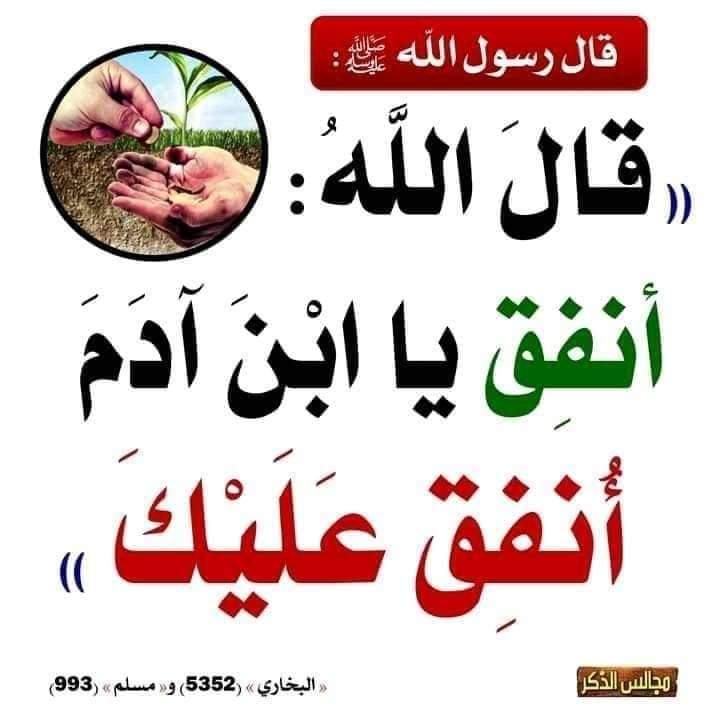 قال رسول الله ﷺ :
(( قَالَ اللَّهُ :
أنفِق يا ابْنَ آدَمَ
أُنفِق عَلَيْكَ ))
« البخاري » (5352) و« مسلم » (993)
مجالس الذكر